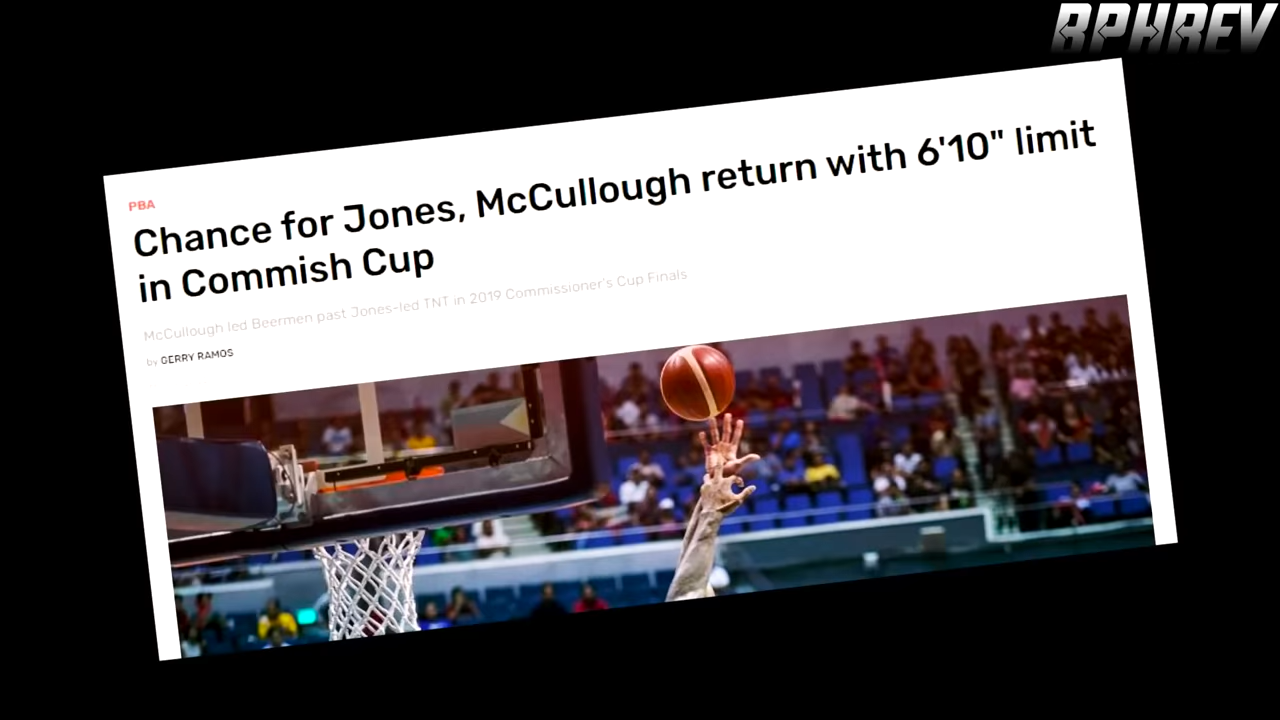 BPHREV
PBA
Chance for Jones, McCullough return with 6'10" limit
in Commish Cup
McCullough led Beermen past Jones-led TNT in 2019 Commissioner's Cup Finals
by GERRY RAMOS